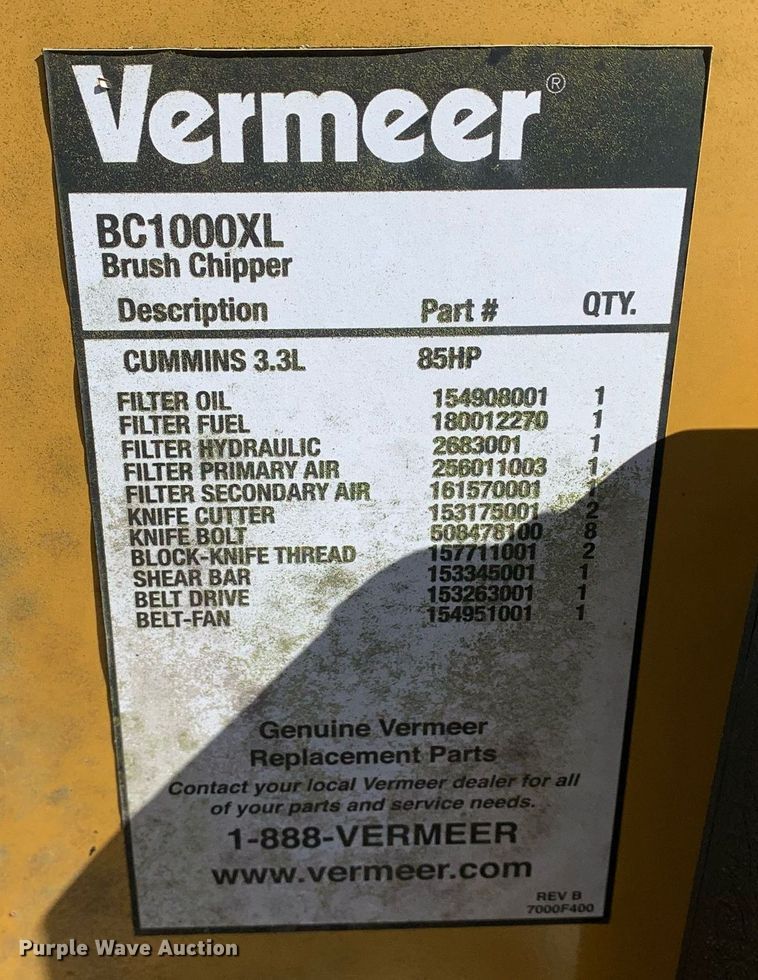 Vermeer®
BC1000XL
Brush Chipper
Description Part # QTY.
CUMMINS 3.3L 85HP
FILTER OIL 154908001 1
FILTER FUEL 180012270 1
FILTER HYDRAULIC 2683001 1
FILTER PRIMARY AIR 256011003 1
FILTER SECONDARY AIR 161570001 1
KNIFE CUTTER 153175001 2
KNIFE BOLT 508478100 8
BLOCK-KNIFE THREAD 157711001 2
SHEAR BAR 153345001 1
BELT DRIVE 153263001 1
BELT-FAN 154951001 1
Genuine Vermeer
Replacement Parts
Contact your local Vermeer dealer for all
of your parts and service needs.
1-888-VERMEER
www.vermeer.com
REV B
7000F400
Purple Wave Auction